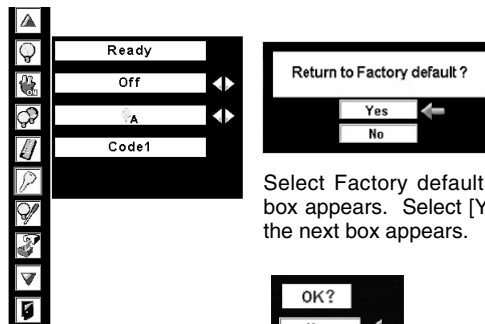 Ready
Off
A
Code1
ON
Return to Factory default ?
Yes
No
Select Factory default
box appears. Select [Y
the next box appears.
OK?